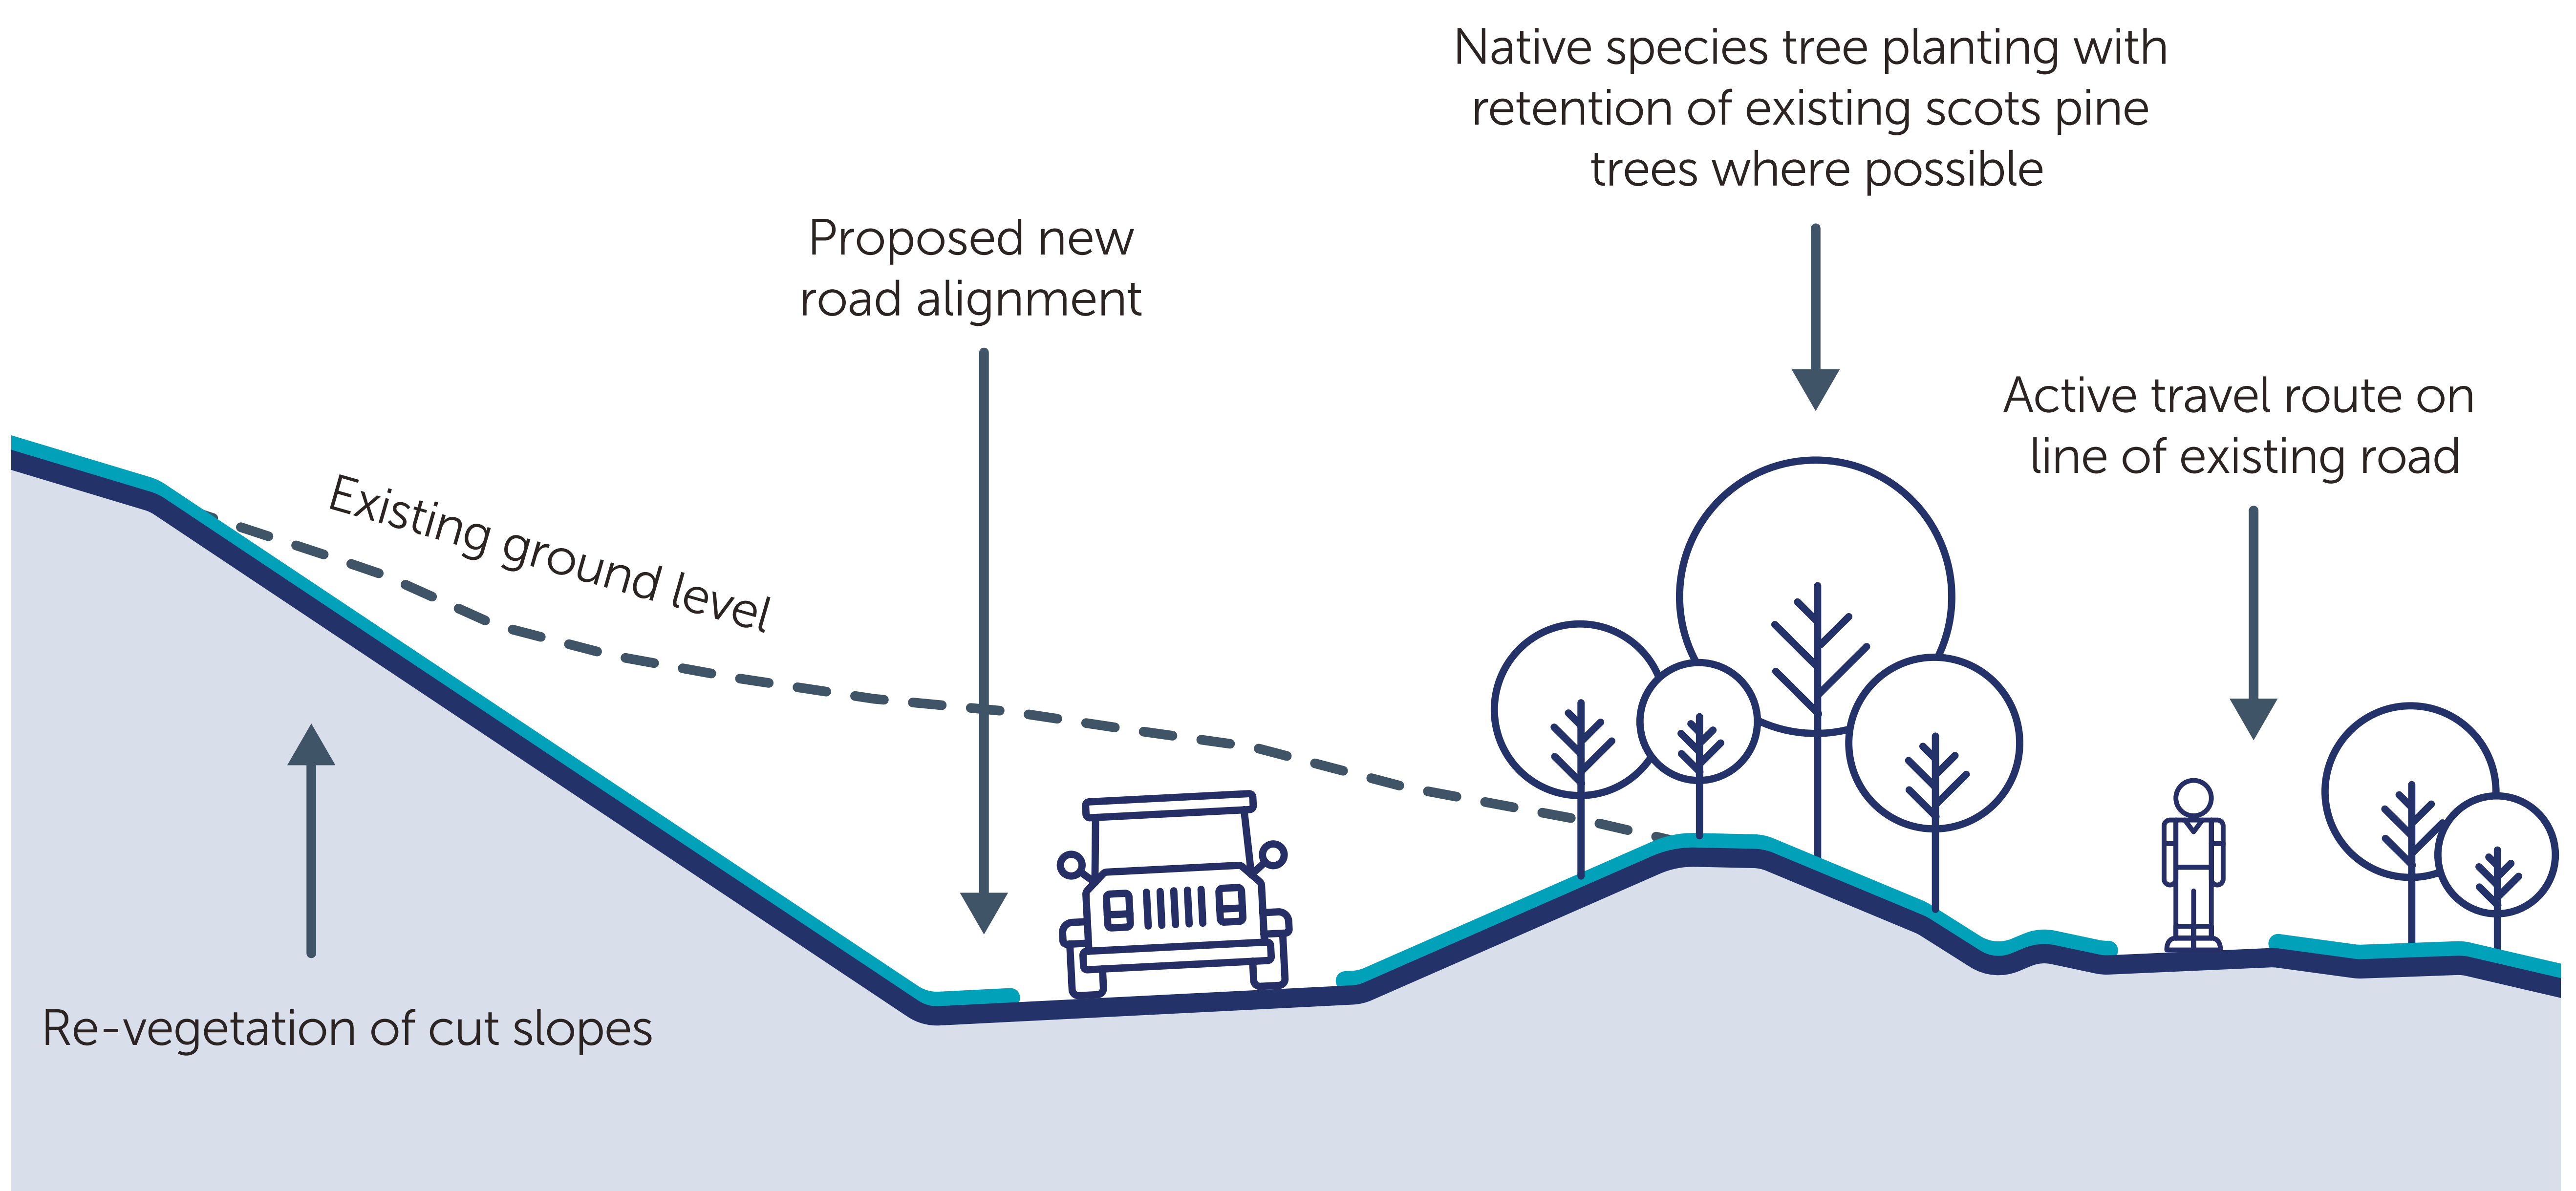 Native species tree planting with
retention of existing scots pine
trees where possible
Proposed new
road alignment
Active travel route on
line of existing road
Existing ground level
Re-vegetation of cut slopes